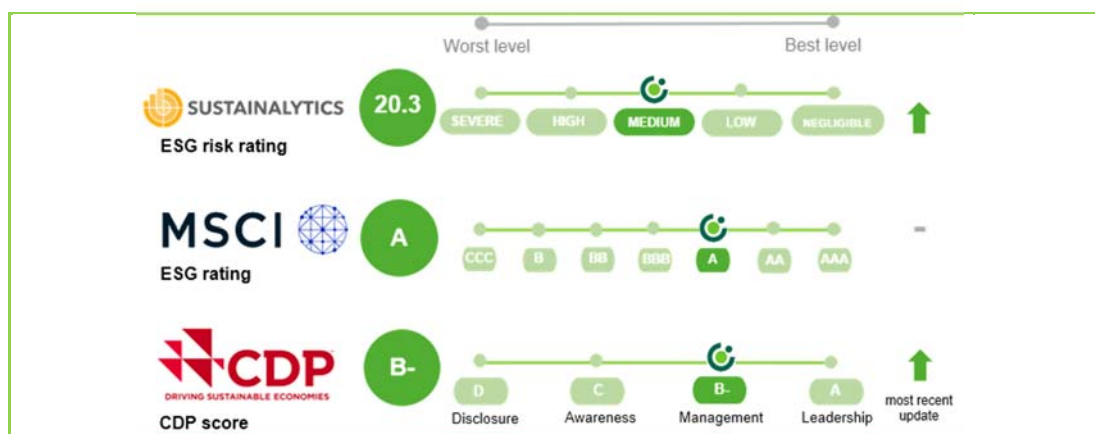 Worst level Best level
SUSTAINALYTICS 20.3
SEVERE HIGH MEDIUM LOW NEGLIGIBLE
ESG risk rating
MSCI A
CCC B BB BBB A AA AAA
-
ESG rating
CDP B-
DRIVING SUSTAINABLE ECONOMIES
D C B- A
Disclosure Awareness Management Leadership
most recent
update
CDP score